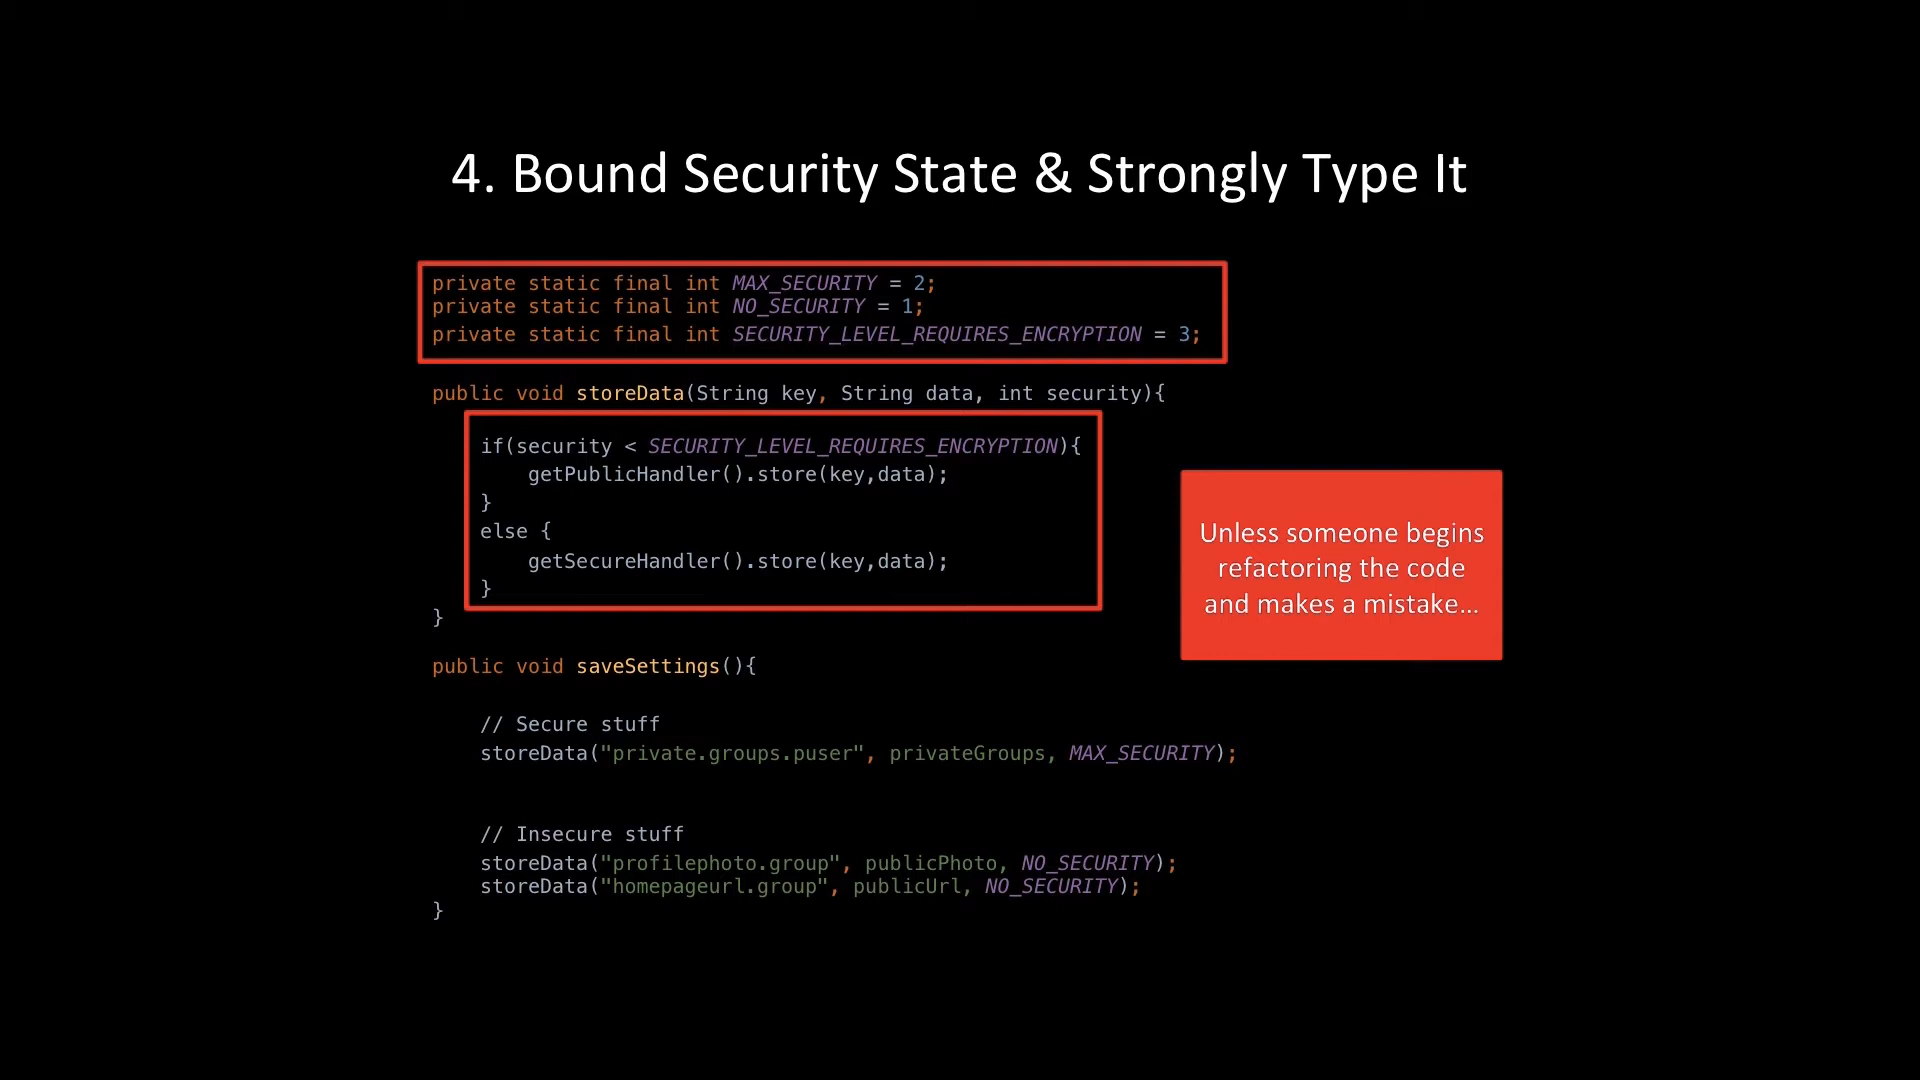 4. Bound Security State & Strongly Type It
private static final int MAX_SECURITY = 2;
private static final int NO_SECURITY = 1;
private static final int SECURITY_LEVEL_REQUIRES_ENCRYPTION = 3;
public void storeData(String key, String data, int security){
if(security < SECURITY_LEVEL_REQUIRES_ENCRYPTION){
getPublicHandler().store(key,data);
}
else {
getSecureHandler().store(key,data);
}
}
Unless someone begins
refactoring the code
and makes a mistake...
public void saveSettings(){
// Secure stuff
storeData("private.groups.puser", privateGroups, MAX_SECURITY);
// Insecure stuff
storeData("profilephoto.group", publicPhoto, NO_SECURITY);
storeData("homepageurl.group", publicUrl, NO_SECURITY);
}